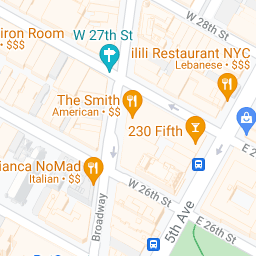 iron Room
• $$$
W 28th St
W 27th St
ilili Restaurant NYC
Lebanese • $$$
The Smith
American • $$
230 Fifth
ianca NoMad
Italian • $$
W 26th St
Broadway
5th Ave
E 26th St
E 2